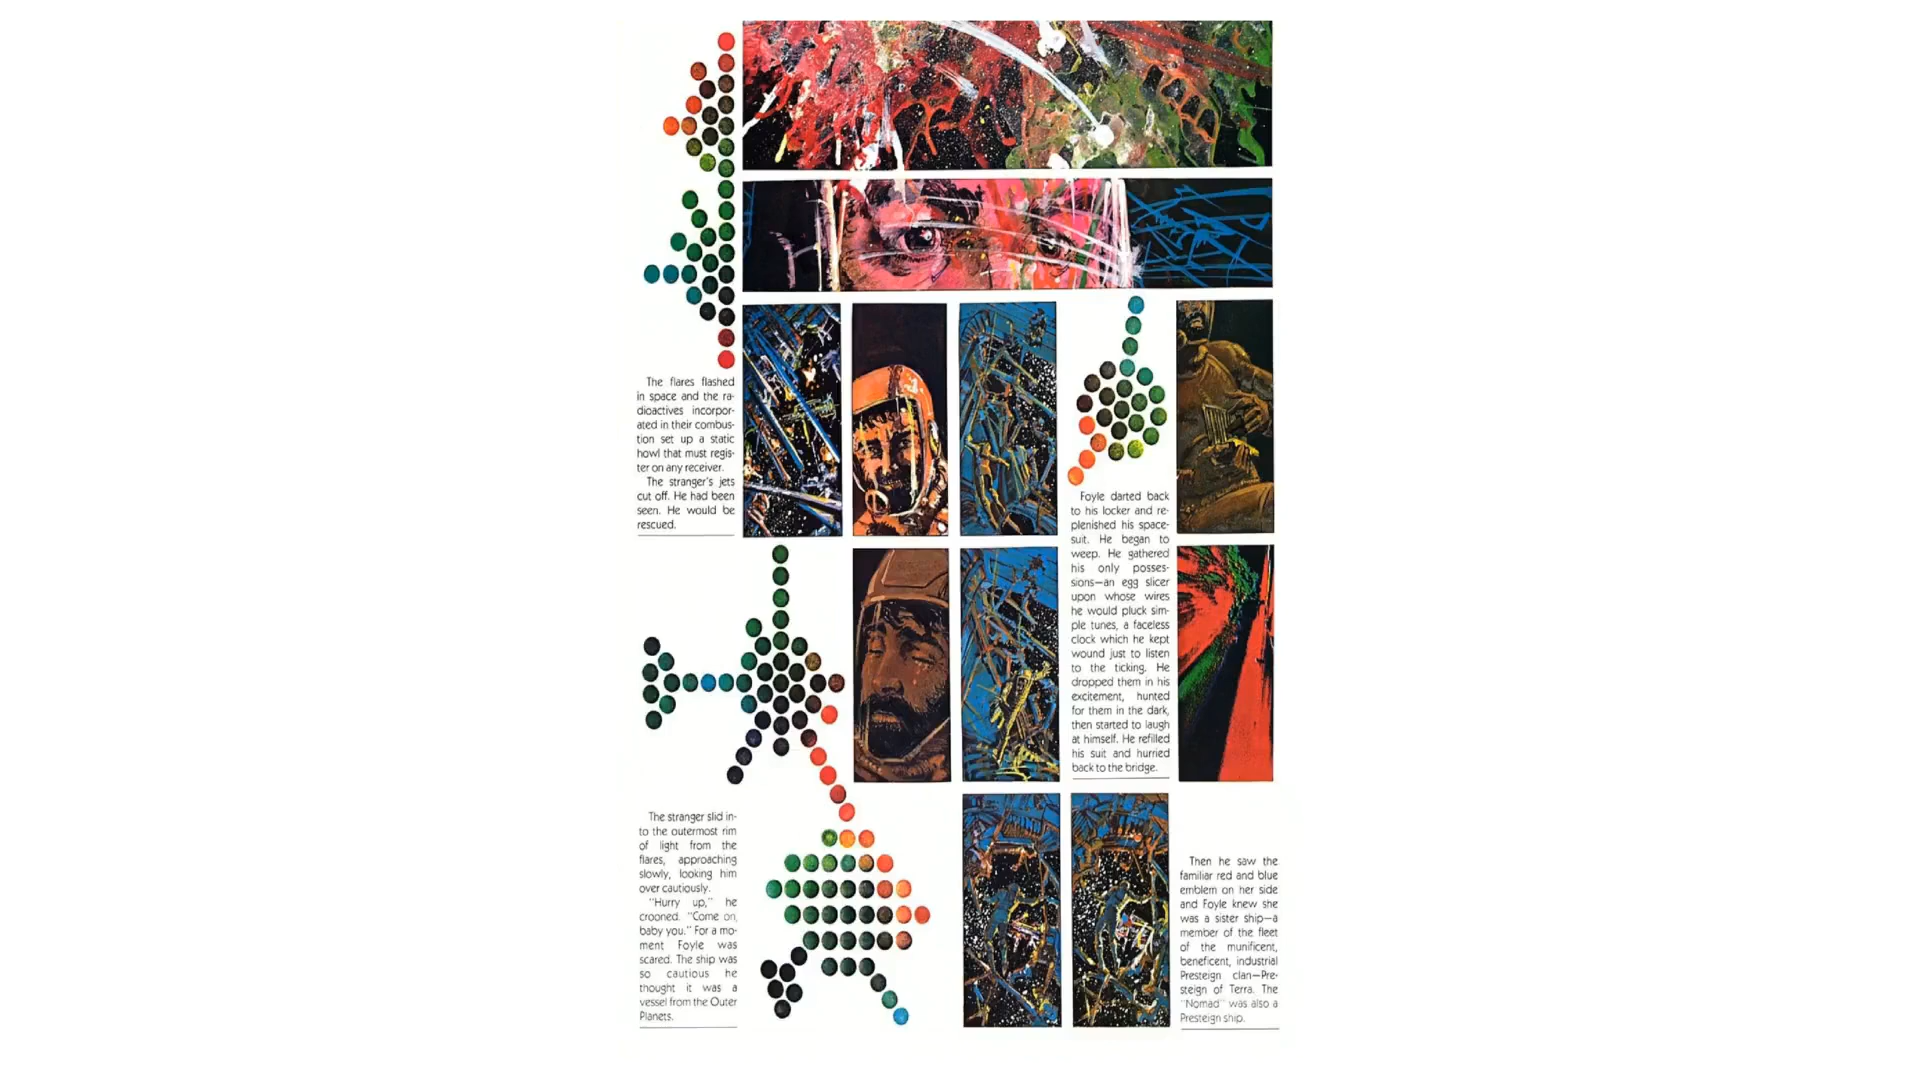 The flares flashed
in space and the ra-
dioactives incorpor-
ated in their combus-
tion set up a static
howl that must regis-
ter on any receiver.
The stranger's jets
cut off. He had been
seen. He would be
rescued.
Foyle darted back
to his locker and re-
plenished his space-
suit. He began to
weep. He gathered
his only posses-
sions—an egg slicer
upon whose wires
he would pluck sim-
ple tunes, a faceless
clock which he kept
wound just to listen
to the ticking. He
dropped them in his
excitement, hunted
for them in the dark,
then started to laugh
at himself. He refilled
his suit and hurried
back to the bridge.
The stranger slid in-
to the outermost rim
of light from the
flares, approaching
slowly, looking him
over cautiously.
"Hurry up," he
crooned. "Come on,
baby you." For a mo-
ment Foyle was
scared. The ship was
so cautious he
thought it was a
vessel from the Outer
Planets.
Then he saw the
familiar red and blue
emblem on her side
and Foyle knew she
was a sister ship—a
member of the fleet
of the munificent,
beneficent, industrial
Presteign clan—Pre-
steign of Terra. The
"Nomad" was also a
Presteign ship.